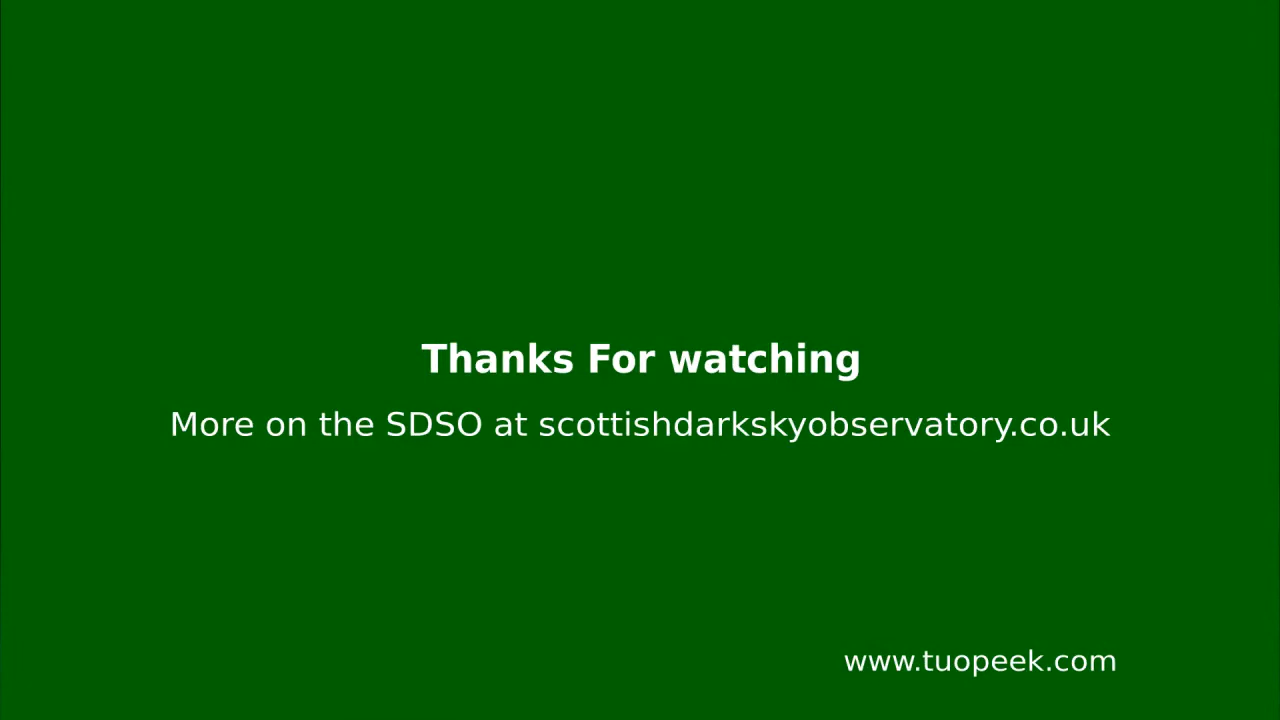 Thanks For watching
More on the SDSO at scottishdarkskyobservatory.co.uk
www.tuopeek.com